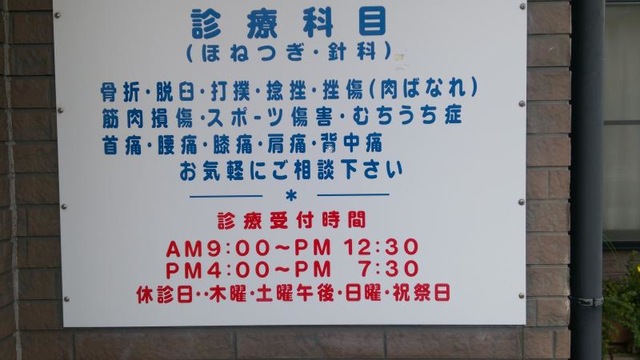 診療科目
(ほねつぎ・針科)
骨折・脱臼・打撲・捻挫・挫傷(肉ばなれ)
筋肉損傷・スポーツ傷害・むちうち症
首痛・腰痛・膝痛・肩痛・背中痛
お気軽にご相談下さい
*
診療受付時間
AM9:00〜PM 12:30
PM4:00〜PM 7:30
休診日・・木曜・土曜午後・日曜・祝祭日